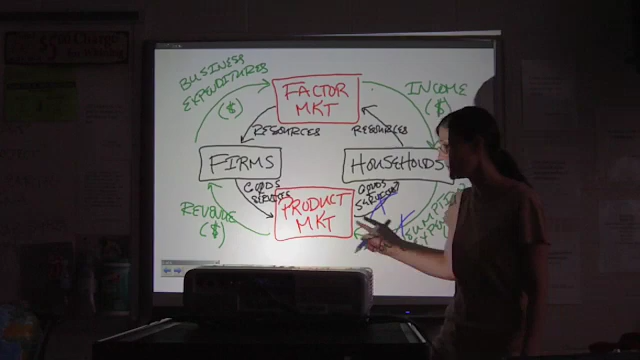 BUSINESS
EXPENDITURES
($)
FACTOR
MKT
INCOME
($)
RESOURCES
RESOURCES
FIRMS
HOUSEHOLDS
GOODS
SERVICES
GOODS
SERVICES
PRODUCT
MKT
REVENUE
($)